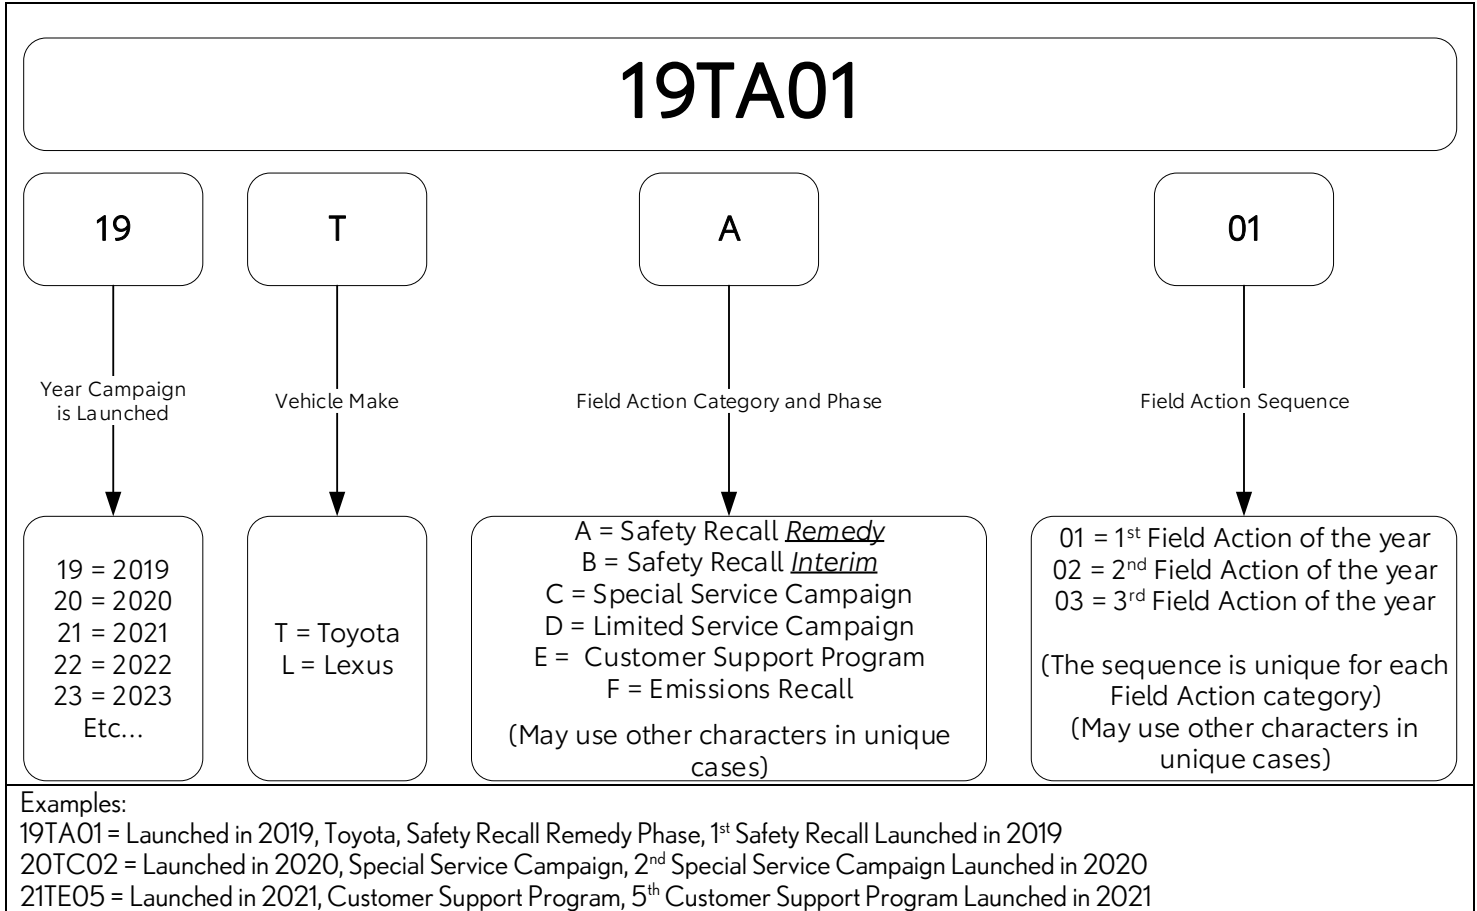 19TA01
19
T
A
01
Year Campaign
is Launched
Vehicle Make
Field Action Category and Phase
Field Action Sequence
19 = 2019
20 = 2020
21 = 2021
22 = 2022
23 = 2023
Etc...
T = Toyota
L = Lexus
A = Safety Recall Remedy
B = Safety Recall Interim
C = Special Service Campaign
D = Limited Service Campaign
E =  Customer Support Program
F = Emissions Recall
(May use other characters in unique
cases)
01 = 1st Field Action of the year
02 = 2nd Field Action of the year
03 = 3rd Field Action of the year
(The sequence is unique for each
Field Action category)
(May use other characters in
unique cases)
Examples:
19TA01 = Launched in 2019, Toyota, Safety Recall Remedy Phase, 1st Safety Recall Launched in 2019
20TC02 = Launched in 2020, Special Service Campaign, 2nd Special Service Campaign Launched in 2020
21TE05 = Launched in 2021, Customer Support Program, 5th Customer Support Program Launched in 2021